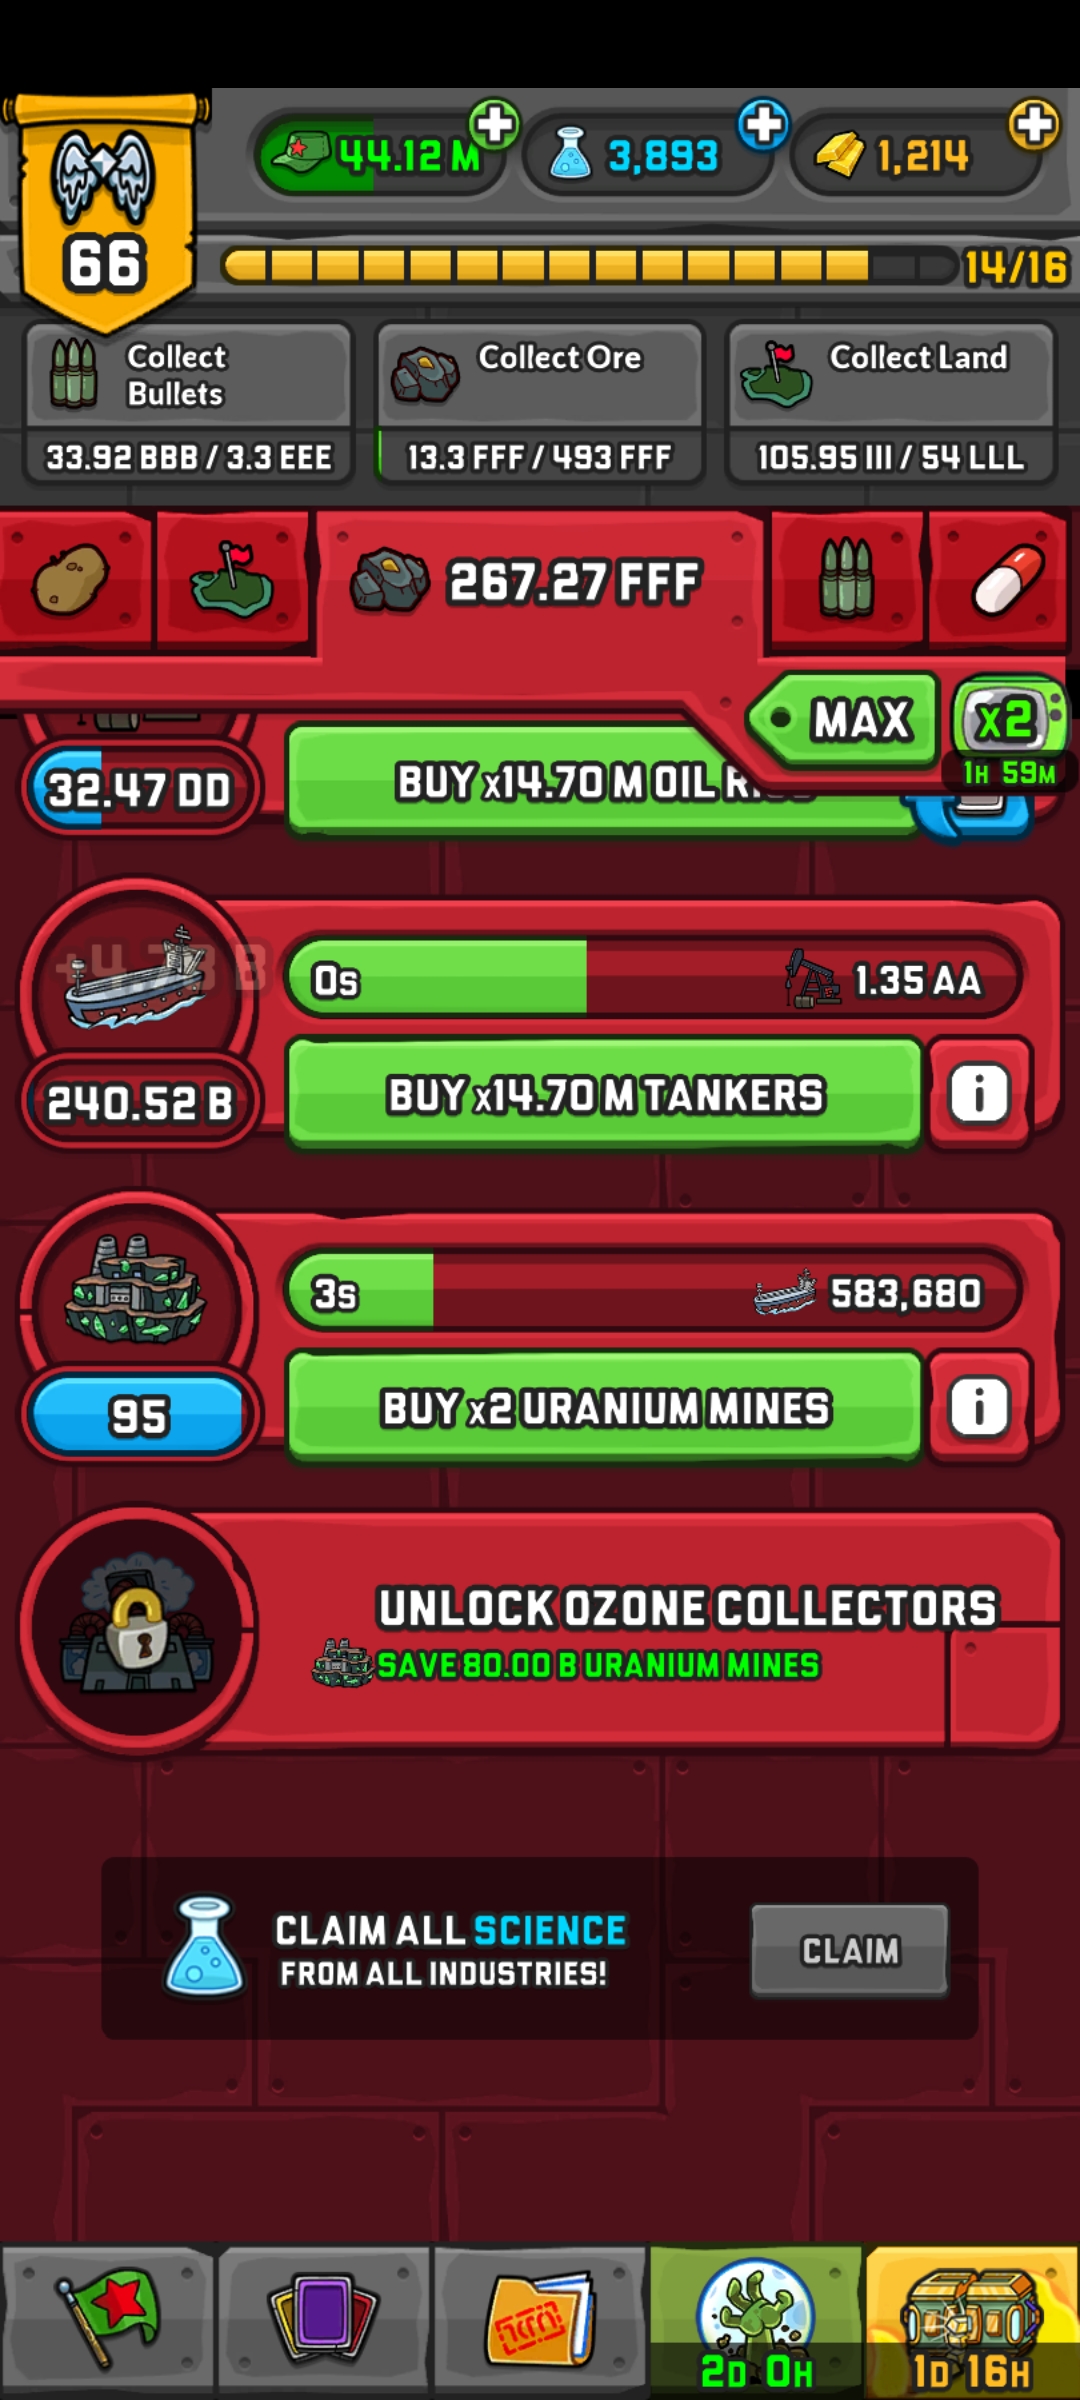 44.12 M
3,893
1,214
66
14/16
Collect
Bullets
33.92 BBB / 3.3 EEE
Collect Ore
13.3 FFF / 493 FFF
Collect Land
105.95 III / 54 LLL
267.27 FFF
MAX
x2
1H 59M
32.47 DD
BUY x14.70 M OIL
0s
1.35 AA
240.52 B
BUY x14.70 M TANKERS
i
3s
583,680
95
BUY x2 URANIUM MINES
i
UNLOCK OZONE COLLECTORS
SAVE 80.00 B URANIUM MINES
CLAIM ALL SCIENCE
FROM ALL INDUSTRIES!
CLAIM
2D 0H
1D 16H